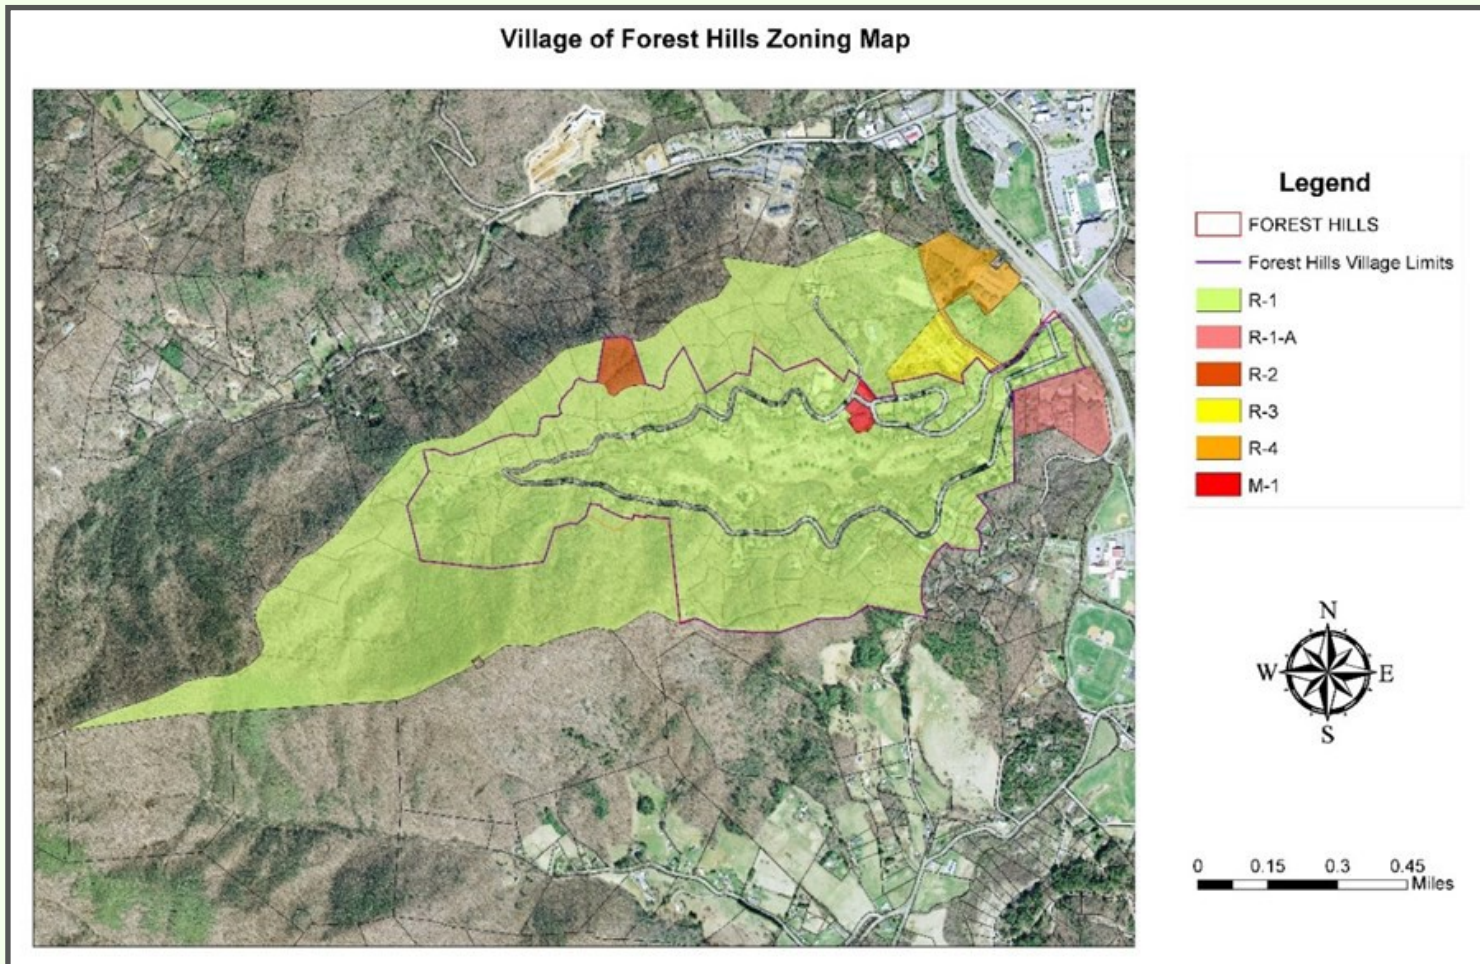 Village of Forest Hills Zoning Map
Legend
FOREST HILLS
Forest Hills Village Limits
R-1
R-1-A
R-2
R-3
R-4
M-1
N
W E
S
0 0.15 0.3 0.45
Miles